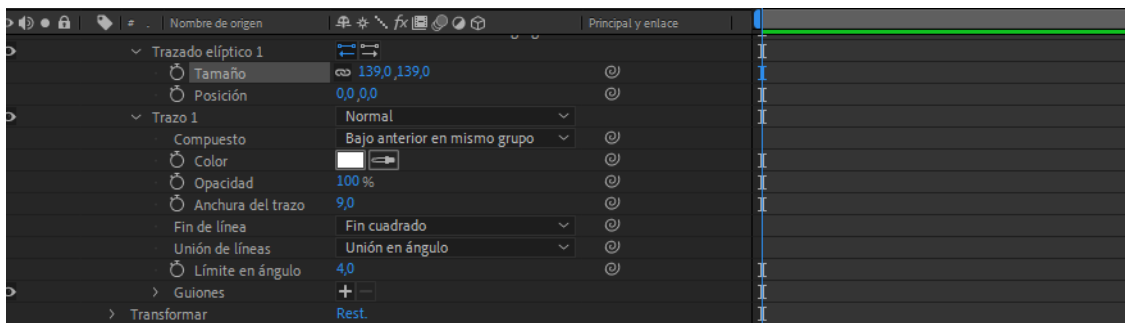 # . Nombre de origen fx Principal y enlace
Trazado elíptico 1
Tamaño 139,0 ,139,0
Posición 0,0 ,0,0
Trazo 1 Normal
Compuesto Bajo anterior en mismo grupo
Color
Opacidad 100 %
Anchura del trazo 9,0
Fin de línea Fin cuadrado
Unión de líneas Unión en ángulo
Límite en ángulo 4,0
Guiones + −
Transformar Rest.